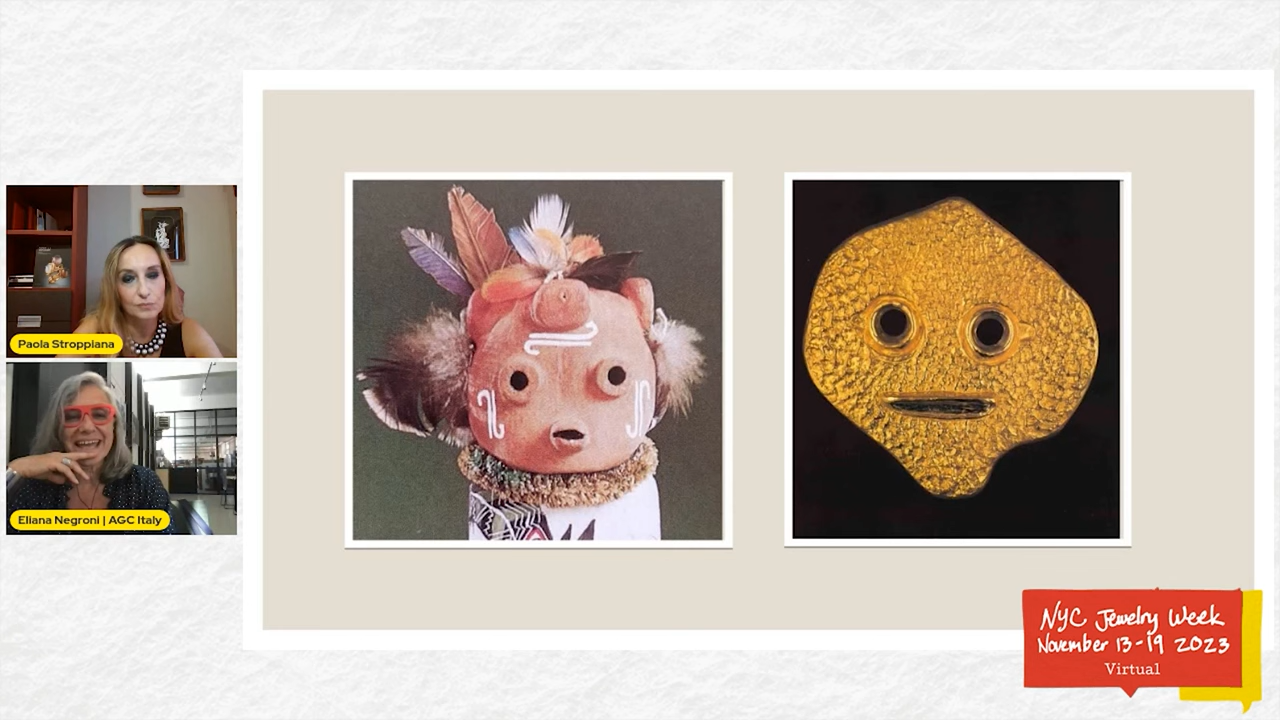 Paola Stroppiana
Eliana Negroni | AGC Italy
NYC Jewelry Week
November 13-19 2023
Virtual